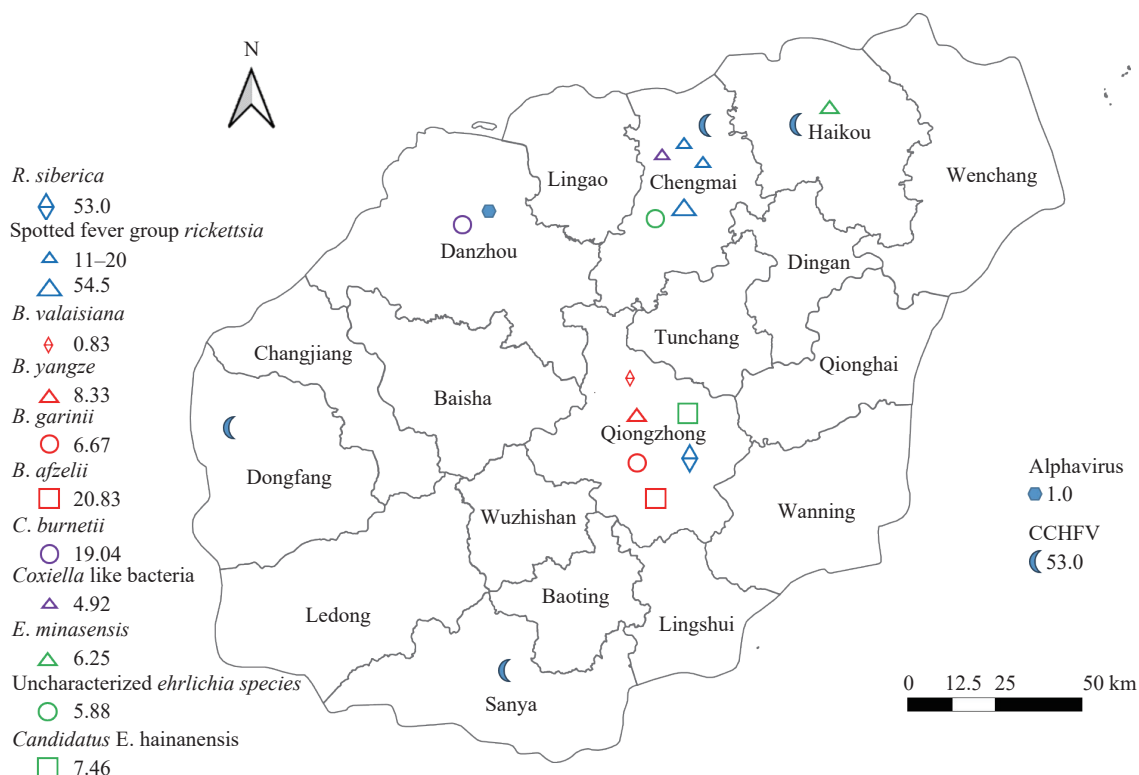 N
R. siberica
53.0
Spotted fever group rickettsia
11–20
54.5
B. valaisiana
0.83
B. yangze
8.33
B. garinii
6.67
B. afzelii
20.83
C. burnetii
19.04
Coxiella like bacteria
4.92
E. minasensis
6.25
Uncharacterized ehrlichia species
5.88
Candidatus E. hainanensis
7.46
Haikou
Lingao
Chengmai
Wenchang
Danzhou
Dingan
Tunchang
Changjiang
Qionghai
Baisha
Qiongzhong
Dongfang
Wuzhishan
Wanning
Baoting
Ledong
Lingshui
Sanya
Alphavirus
1.0
CCHFV
53.0
0 12.5 25 50 km